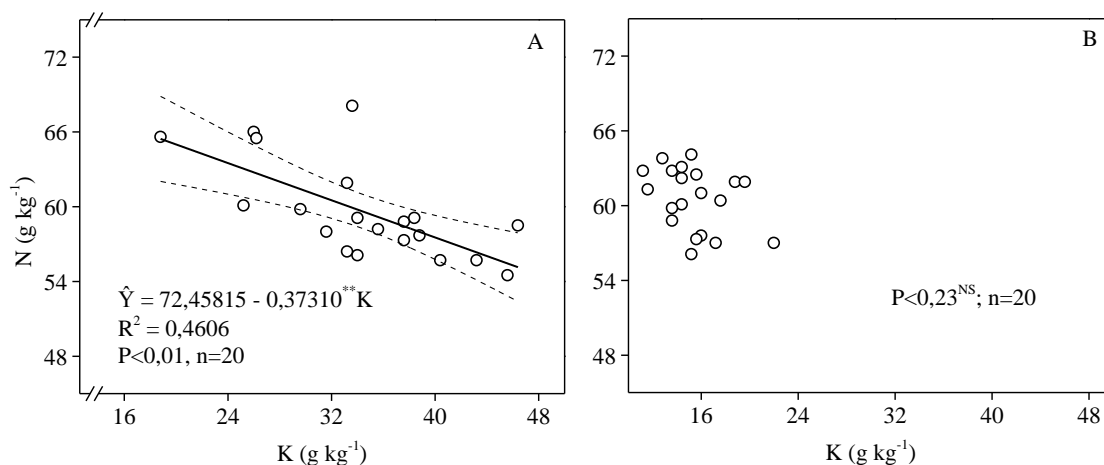 A
72
66
60
54
48
N (g kg⁻¹)
Ŷ = 72,45815 - 0,37310**K
R² = 0,4606
P<0,01, n=20
16 24 32 40 48
K (g kg⁻¹)
B
72
66
60
54
48
P<0,23ᴺˢ; n=20
16 24 32 40 48
K (g kg⁻¹)